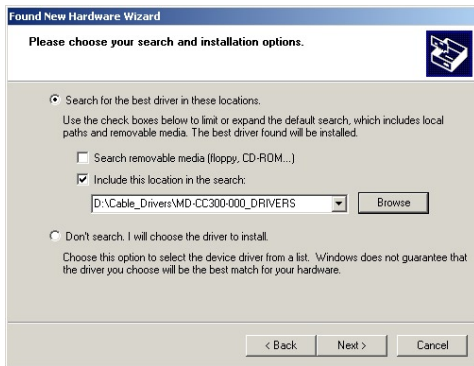 Found New Hardware Wizard
Please choose your search and installation options.
Search for the best driver in these locations.
Use the check boxes below to limit or expand the default search, which includes local
paths and removable media. The best driver found will be installed.
Search removable media (floppy, CD-ROM...)
Include this location in the search:
D:\Cable_Drivers\MD-CC300-000_DRIVERS
Browse
Don't search. I will choose the driver to install.
Choose this option to select the device driver from a list. Windows does not guarantee that
the driver you choose will be the best match for your hardware.
< Back
Next >
Cancel